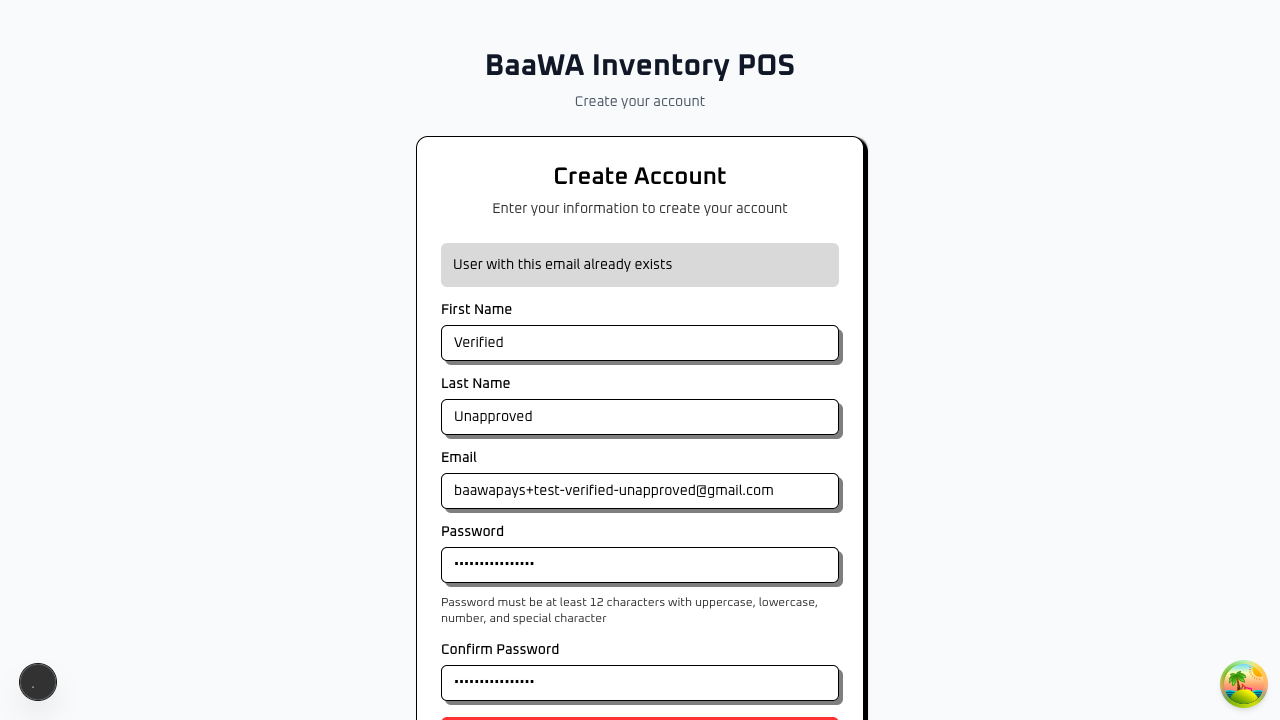 BaaWA Inventory POS
Create your account
Create Account
Enter your information to create your account
User with this email already exists
First Name
Verified
Last Name
Unapproved
Email
baawapays+test-verified-unapproved@gmail.com
Password
••••••••••••••••
Password must be at least 12 characters with uppercase, lowercase,
number, and special character
Confirm Password
••••••••••••••••